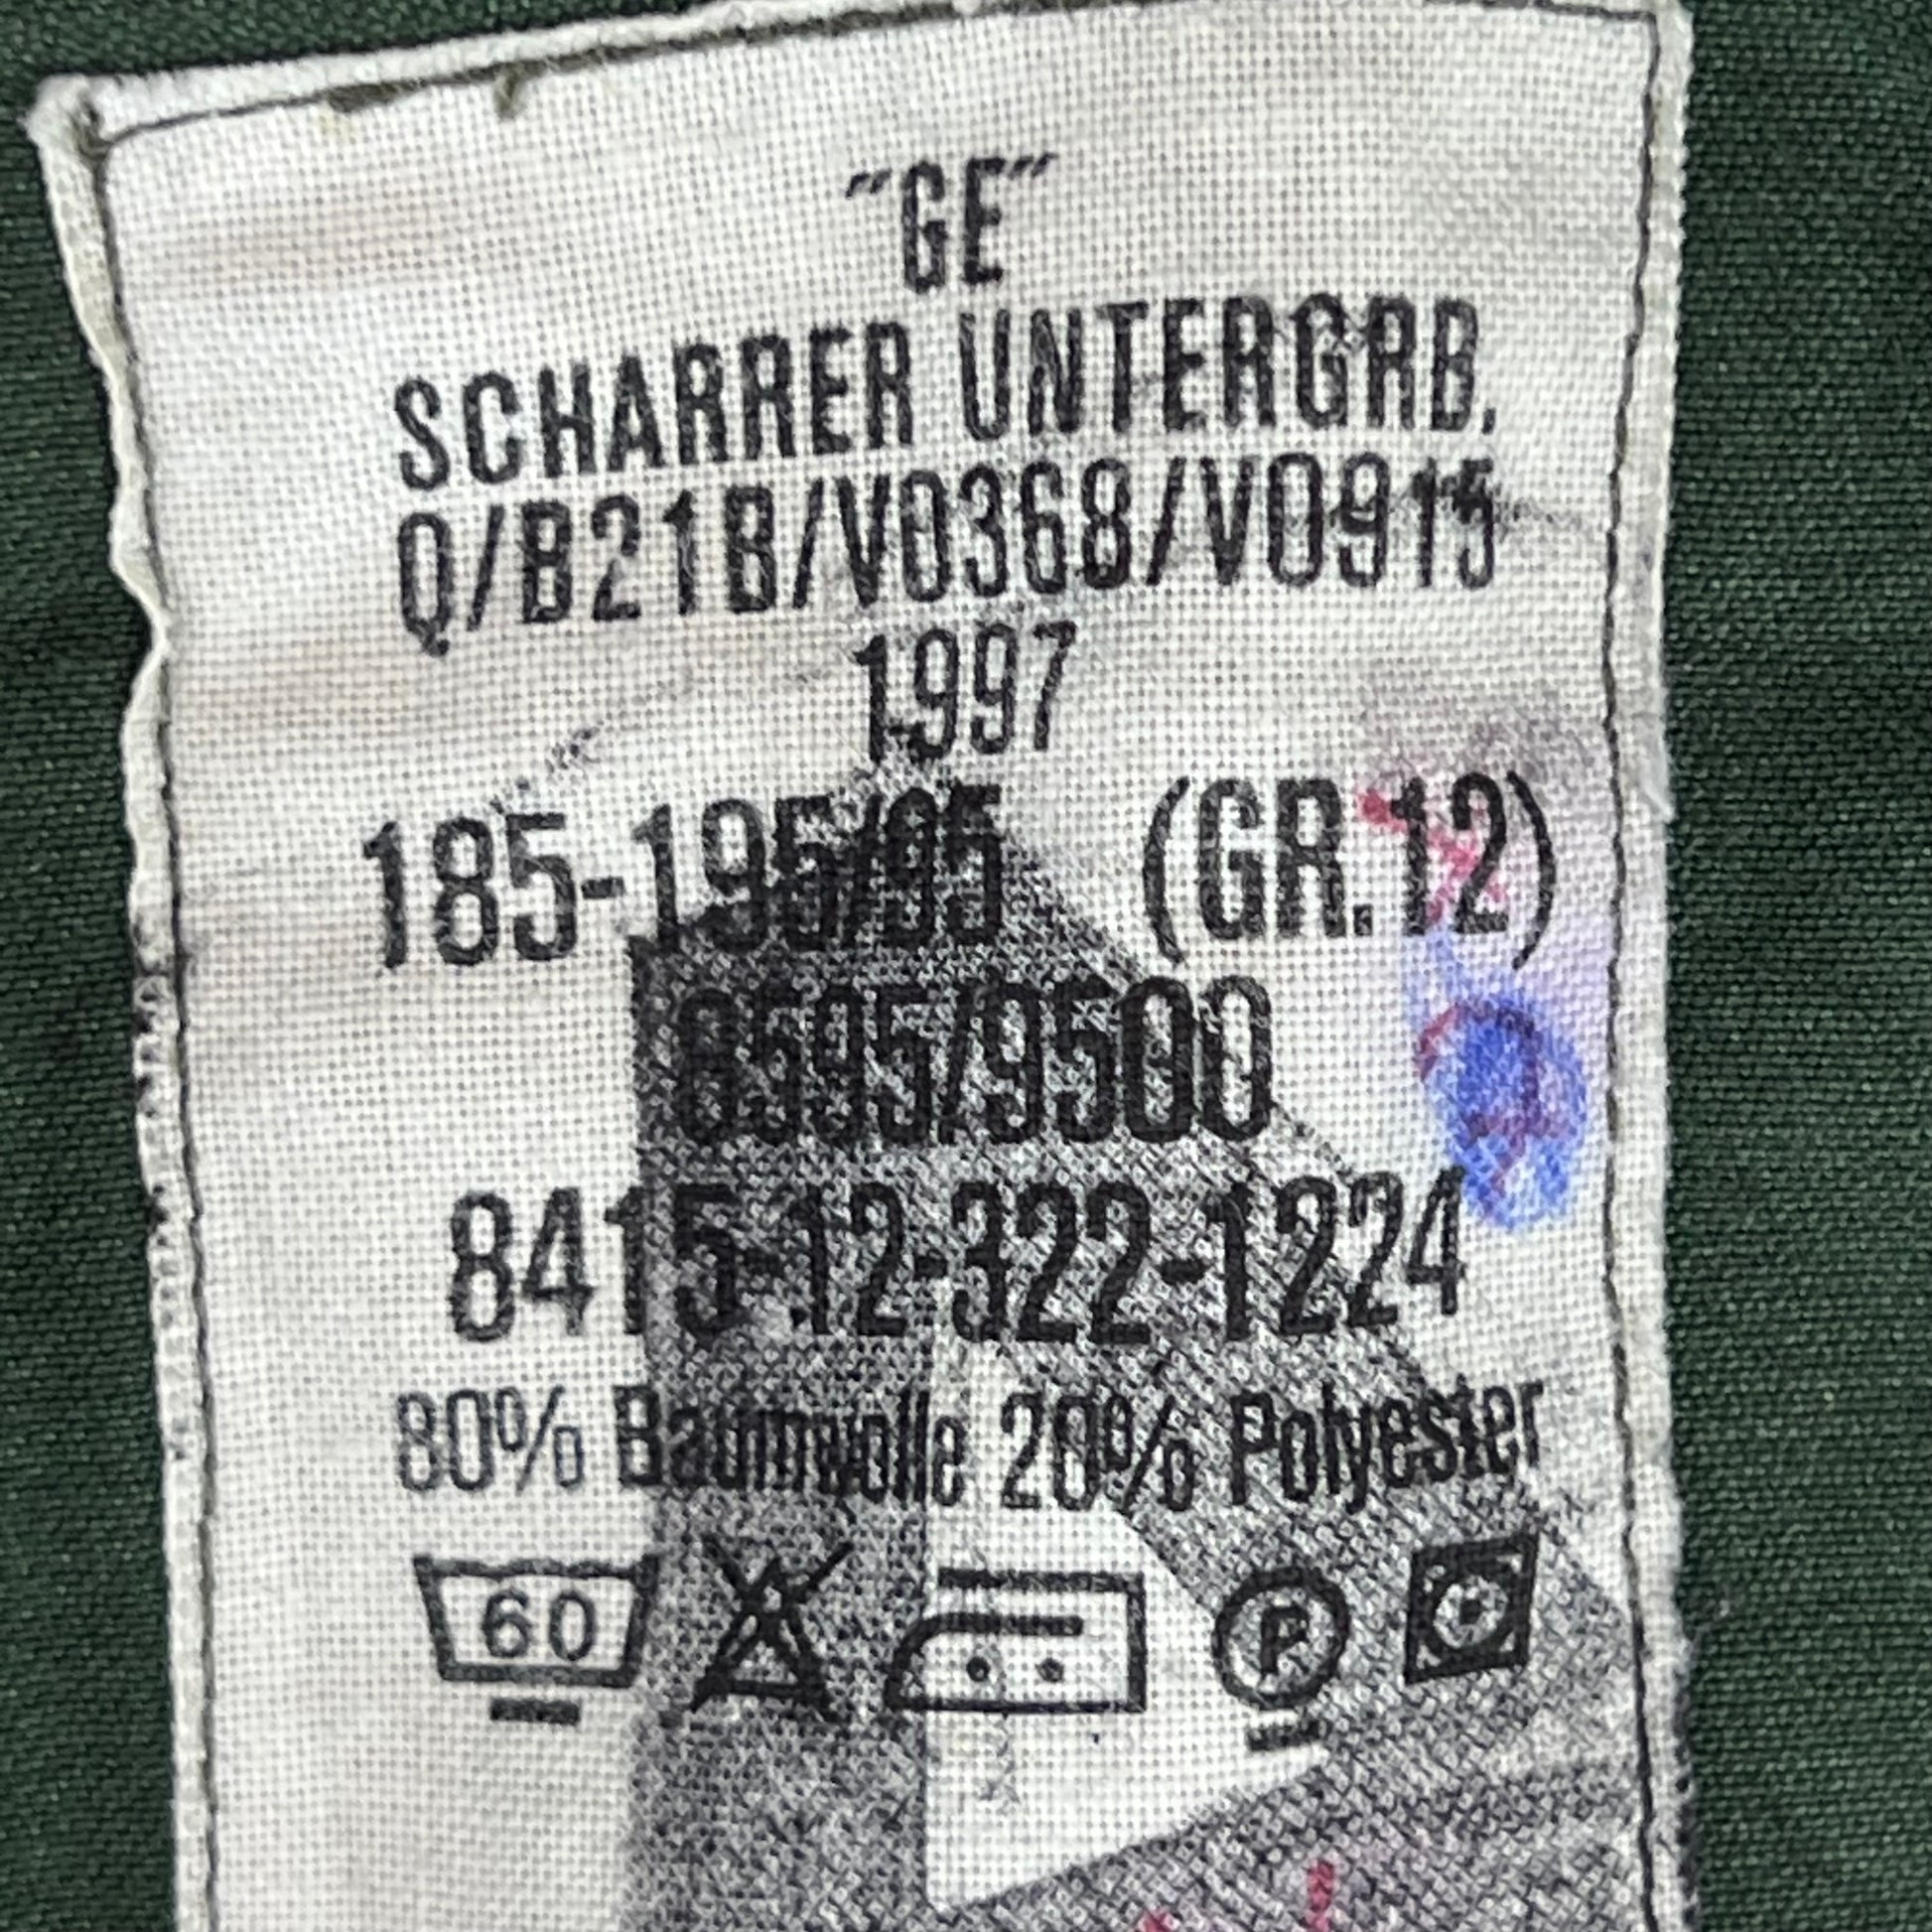 "GE"
SCHARRER UNTERGRB.
Q/B21B/V0368/V0915
1997
185-195/95 (GR.12)
8595/9500
8415-12-322-1224
80% Baumwolle 20% Polyester
60 P